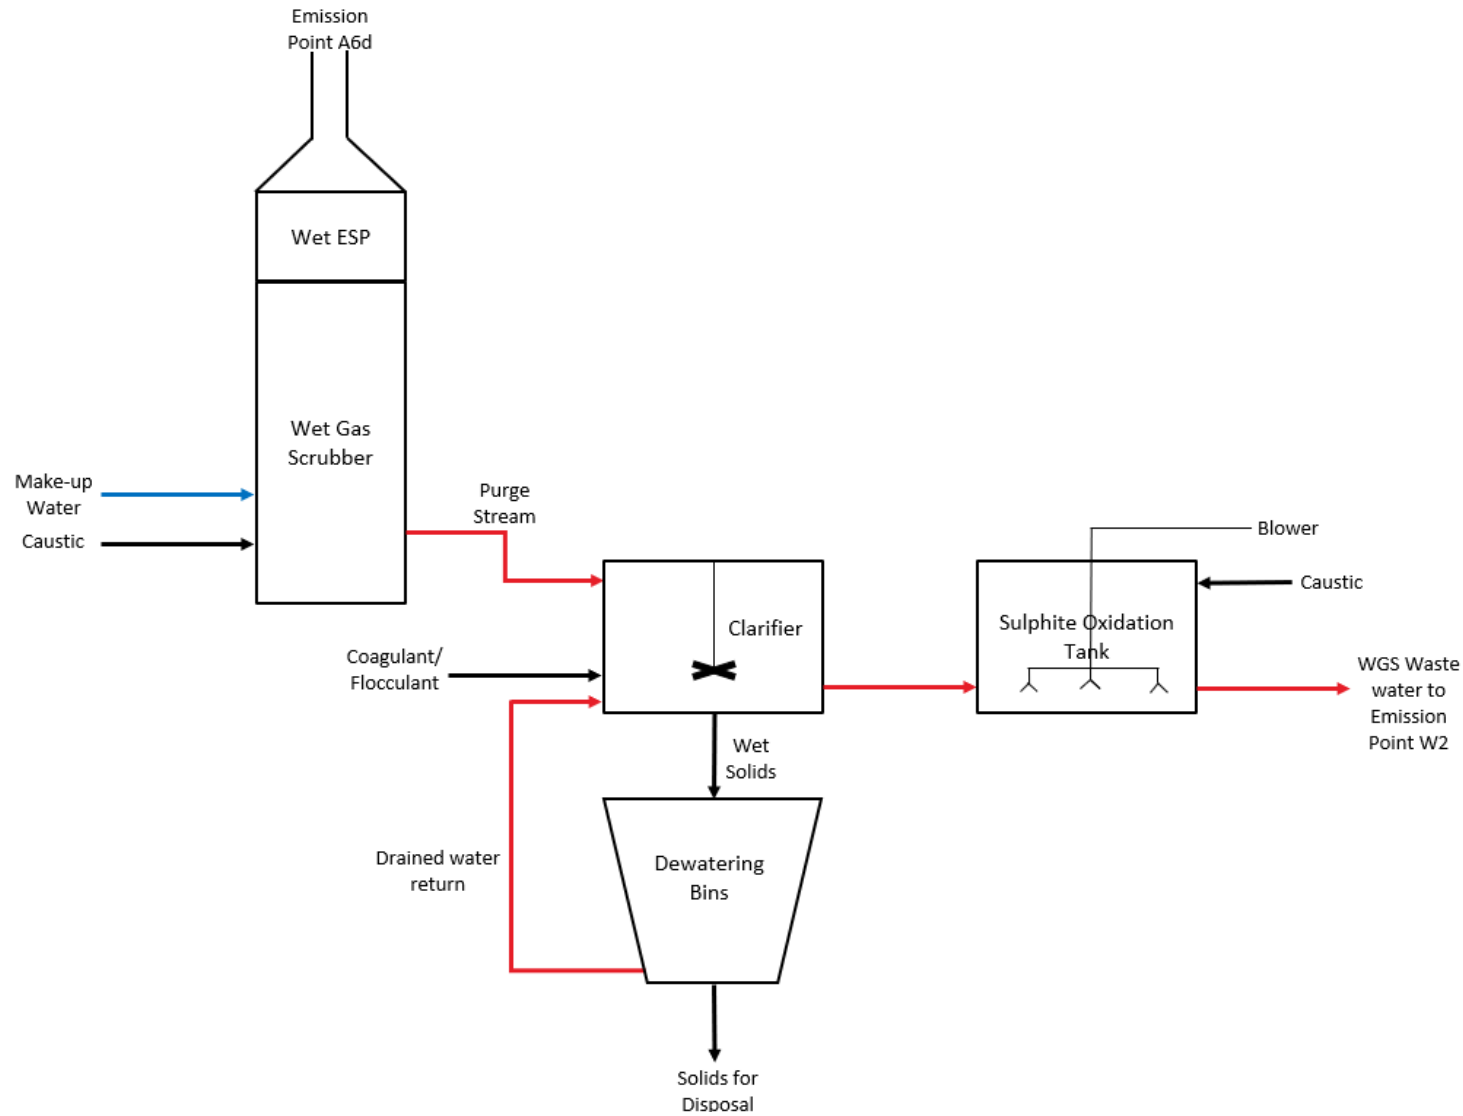 Emission
Point A6d
Wet ESP
Wet Gas
Scrubber
Make-up
Water
Caustic
Purge
Stream
Blower
Caustic
Clarifier
Sulphite Oxidation
Tank
Coagulant/
Flocculant
WGS Waste
water to
Emission
Point W2
Wet
Solids
Drained water
return
Dewatering
Bins
Solids for
Disposal